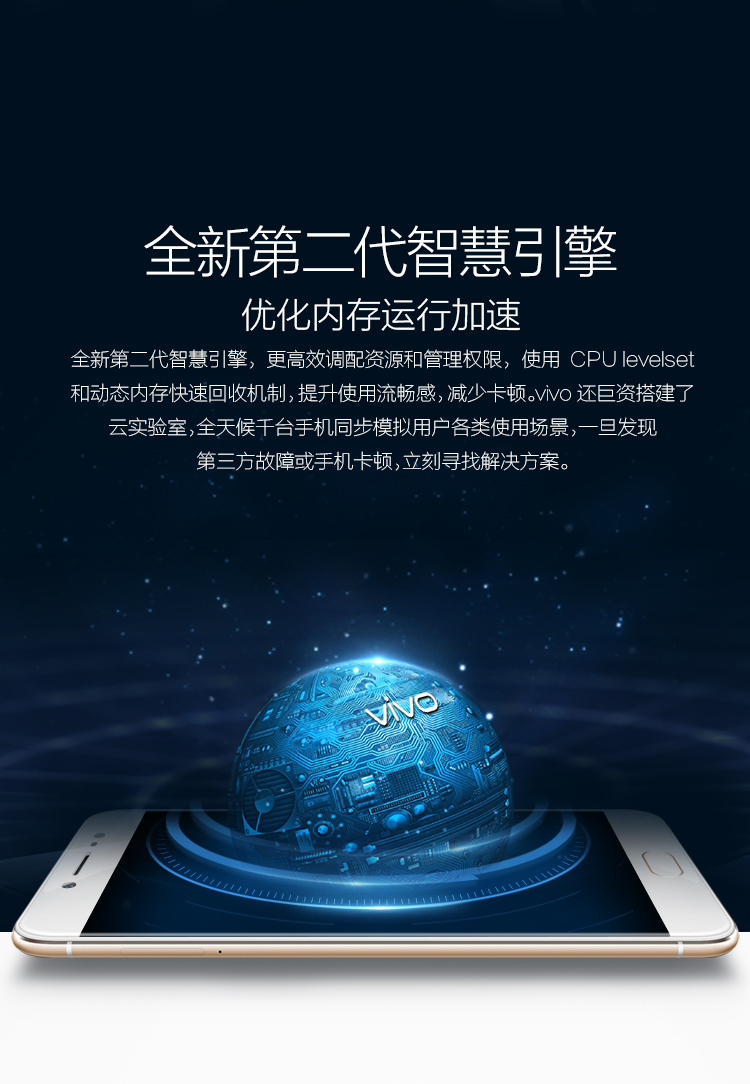 全新第二代智慧引擎
优化内存运行加速
全新第二代智慧引擎，更高效调配资源和管理权限，使用 CPU levelset
和动态内存快速回收机制，提升使用流畅感，减少卡顿。vivo 还巨资搭建了
云实验室，全天候千台手机同步模拟用户各类使用场景，一旦发现
第三方故障或手机卡顿，立刻寻找解决方案。
vivo